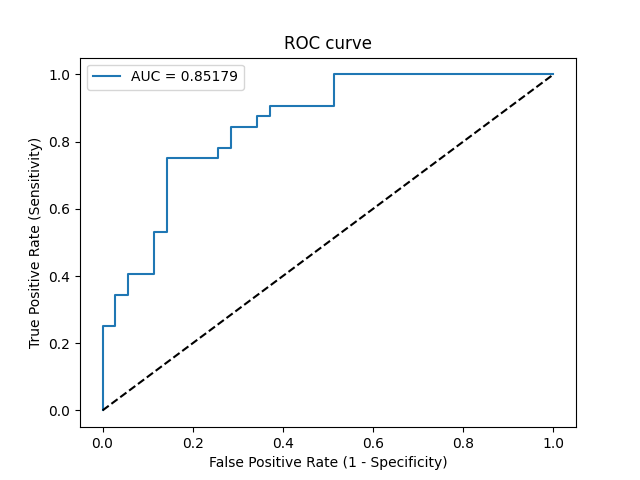 ROC curve
AUC = 0.85179
1.0
0.8
0.6
0.4
0.2
0.0
True Positive Rate (Sensitivity)
0.0 0.2 0.4 0.6 0.8 1.0
False Positive Rate (1 - Specificity)